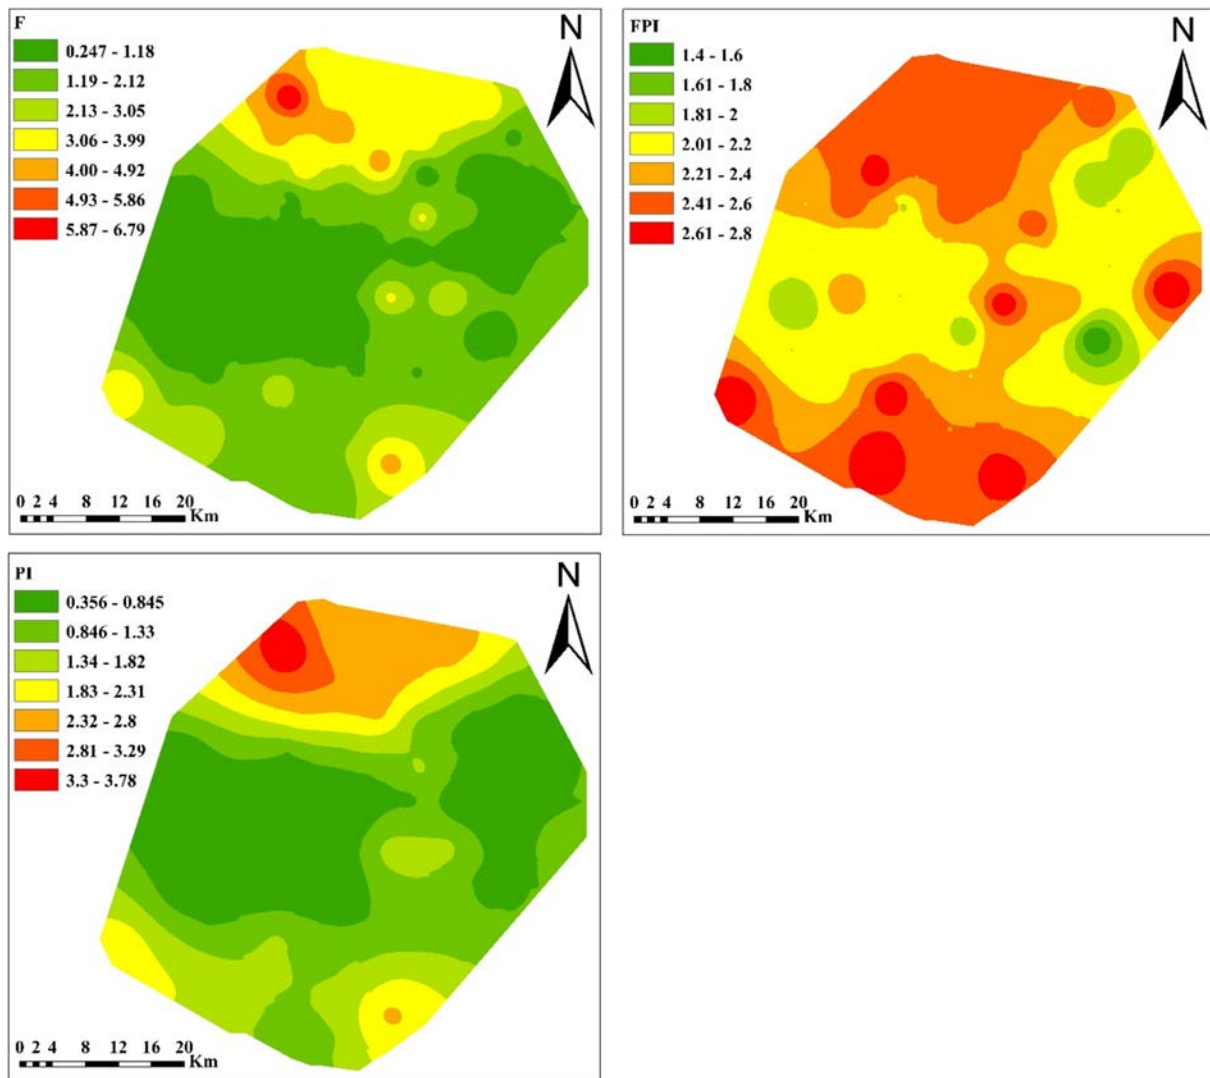 F
N
0.247 - 1.18
1.19 - 2.12
2.13 - 3.05
3.06 - 3.99
4.00 - 4.92
4.93 - 5.86
5.87 - 6.79
0 2 4 8 12 16 20
Km
FPI
N
1.4 - 1.6
1.61 - 1.8
1.81 - 2
2.01 - 2.2
2.21 - 2.4
2.41 - 2.6
2.61 - 2.8
0 2 4 8 12 16 20
Km
PI
N
0.356 - 0.845
0.846 - 1.33
1.34 - 1.82
1.83 - 2.31
2.32 - 2.8
2.81 - 3.29
3.3 - 3.78
0 2 4 8 12 16 20
Km